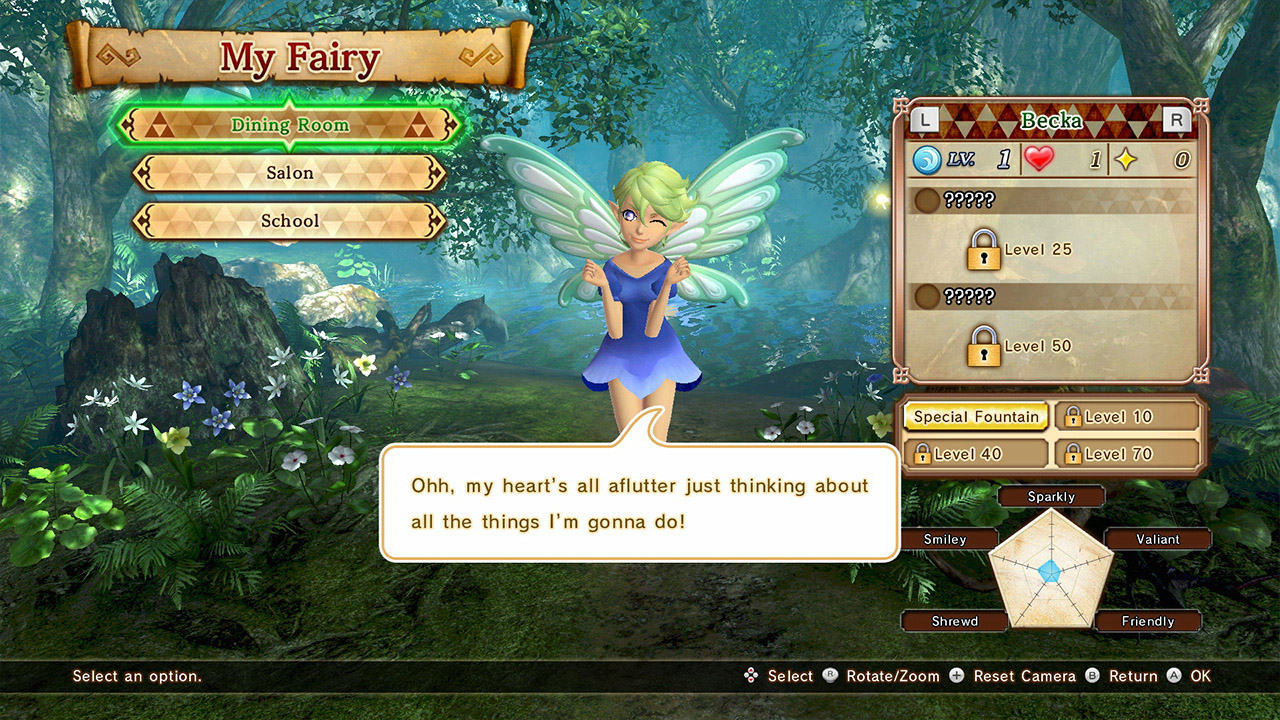 My Fairy
Dining Room
Salon
School
L
Becka
R
LV. 1
1
0
?????
Level 25
?????
Level 50
Special Fountain
Level 10
Level 40
Level 70
Sparkly
Smiley
Valiant
Shrewd
Friendly
Ohh, my heart's all aflutter just thinking about
all the things I'm gonna do!
Select an option.
Select R Rotate/Zoom + Reset Camera B Return A OK